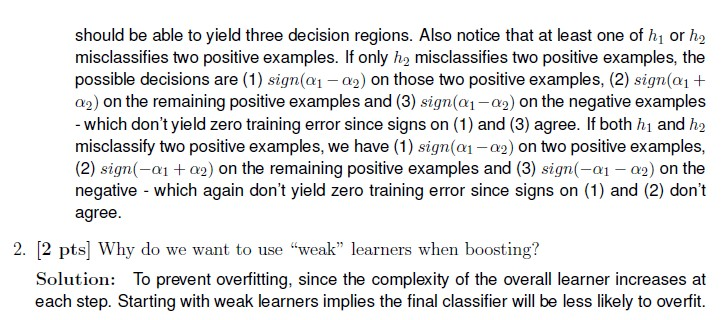 should be able to yield three decision regions. Also notice that at least one of h₁ or h₂
misclassifies two positive examples. If only h₂ misclassifies two positive examples, the
possible decisions are (1) sign(α₁ − α₂) on those two positive examples, (2) sign(α₁ +
α₂) on the remaining positive examples and (3) sign(α₁−α₂) on the negative examples
- which don't yield zero training error since signs on (1) and (3) agree. If both h₁ and h₂
misclassify two positive examples, we have (1) sign(α₁−α₂) on two positive examples,
(2) sign(−α₁ + α₂) on the remaining positive examples and (3) sign(−α₁ − α₂) on the
negative - which again don't yield zero training error since signs on (1) and (2) don't
agree.
2. [2 pts] Why do we want to use “weak” learners when boosting?
Solution: To prevent overfitting, since the complexity of the overall learner increases at
each step. Starting with weak learners implies the final classifier will be less likely to overfit.